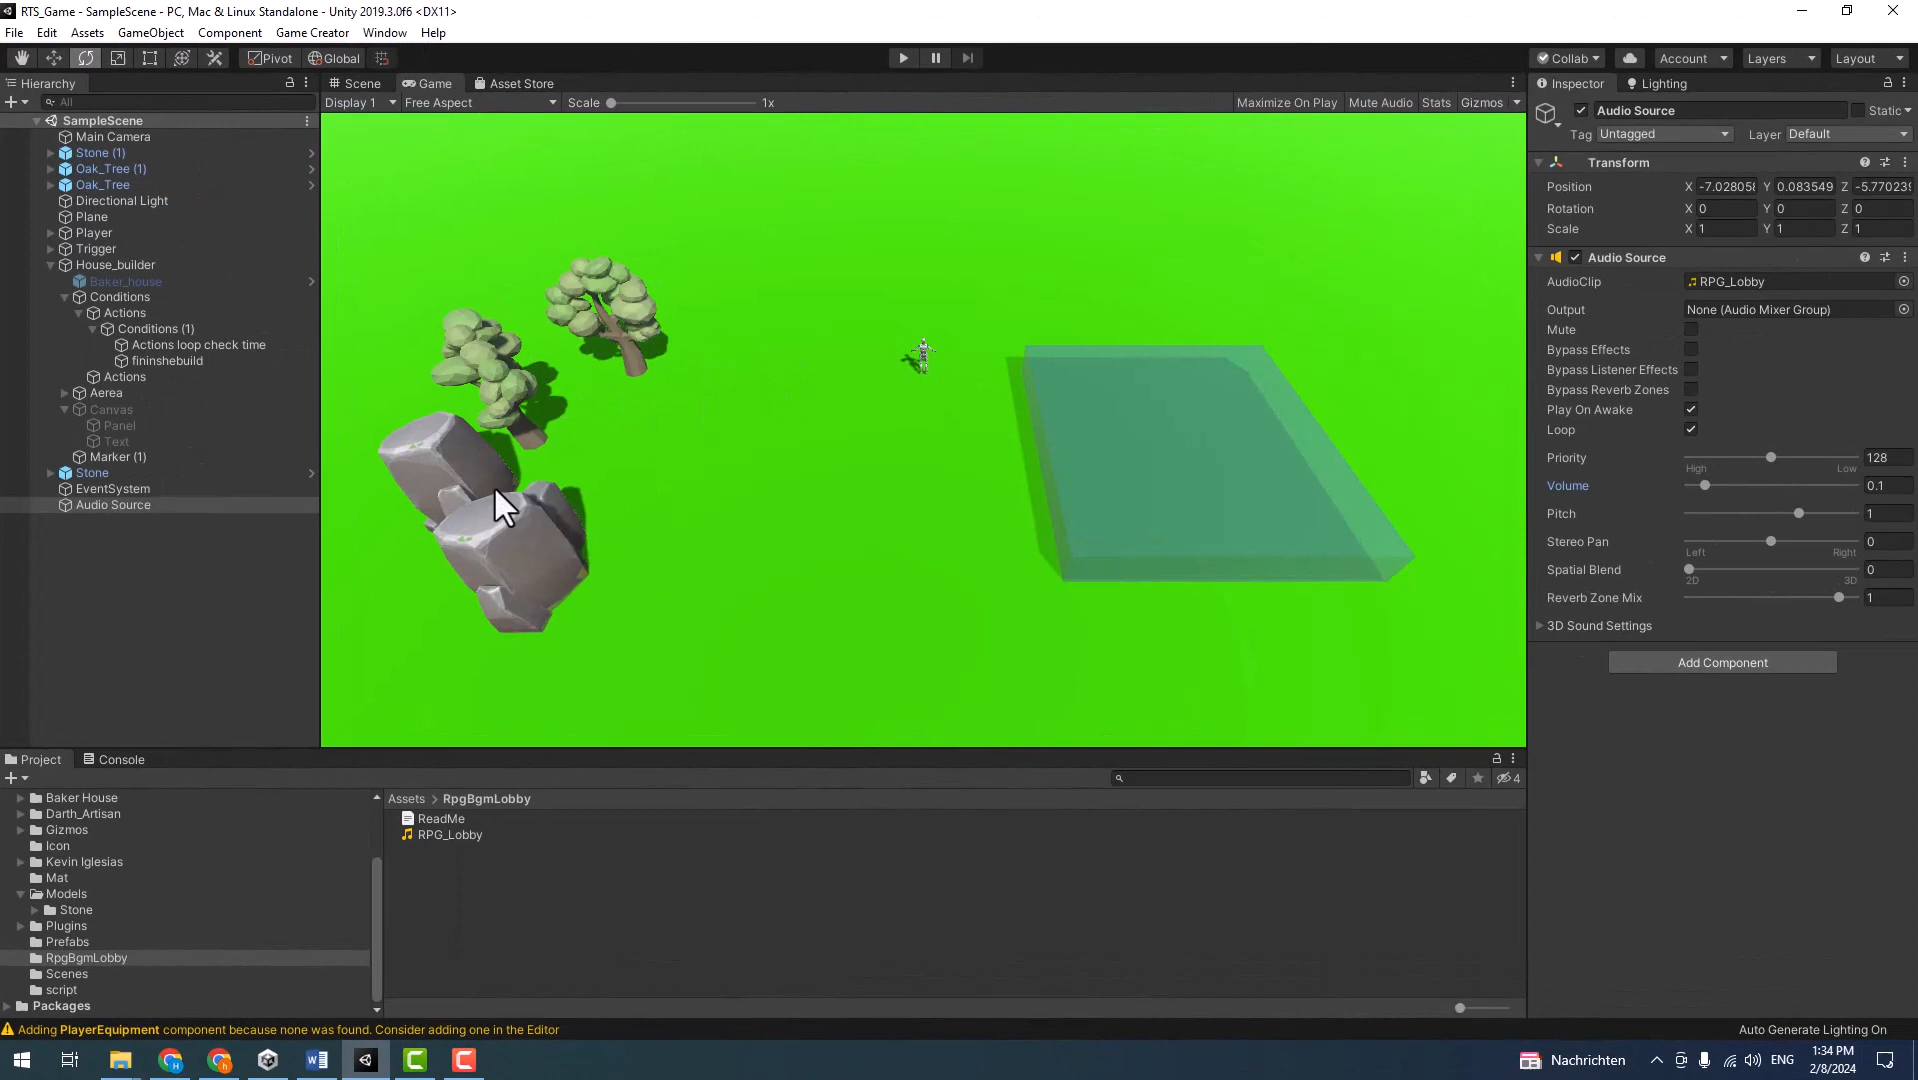 RTS_Game - SampleScene - PC, Mac & Linux Standalone - Unity 2019.3.0f6 <DX11>
File Edit Assets GameObject Component Game Creator Window Help
Pivot Global Collab Account Layers Layout
Hierarchy
All
SampleScene
Main Camera
Stone (1)
Oak_Tree (1)
Oak_Tree
Directional Light
Plane
Player
Trigger
House_builder
Baker_house
Conditions
Actions
Conditions (1)
Actions loop check time
fininshebuild
Actions
Aerea
Canvas
Panel
Text
Marker (1)
Stone
EventSystem
Audio Source
Scene Game Asset Store
Display 1 Free Aspect Scale 1x Maximize On Play Mute Audio Stats Gizmos
Inspector Lighting
Audio Source Static
Tag Untagged Layer Default
Transform
Position X -7.028058 Y 0.083549 Z -5.770239
Rotation X 0 Y 0 Z 0
Scale X 1 Y 1 Z 1
Audio Source
AudioClip RPG_Lobby
Output None (Audio Mixer Group)
Mute
Bypass Effects
Bypass Listener Effects
Bypass Reverb Zones
Play On Awake
Loop
Priority 128
High Low
Volume 0.1
Pitch 1
Stereo Pan 0
Left Right
Spatial Blend 0
2D 3D
Reverb Zone Mix 1
3D Sound Settings
Add Component
Project Console
4
Baker House
Darth_Artisan
Gizmos
Icon
Kevin Iglesias
Mat
Models
Stone
Plugins
Prefabs
RpgBgmLobby
Scenes
script
Packages
Assets > RpgBgmLobby
ReadMe
RPG_Lobby
Adding PlayerEquipment component because none was found. Consider adding one in the Editor
Auto Generate Lighting On
Nachrichten ENG
1:34 PM
2/8/2024